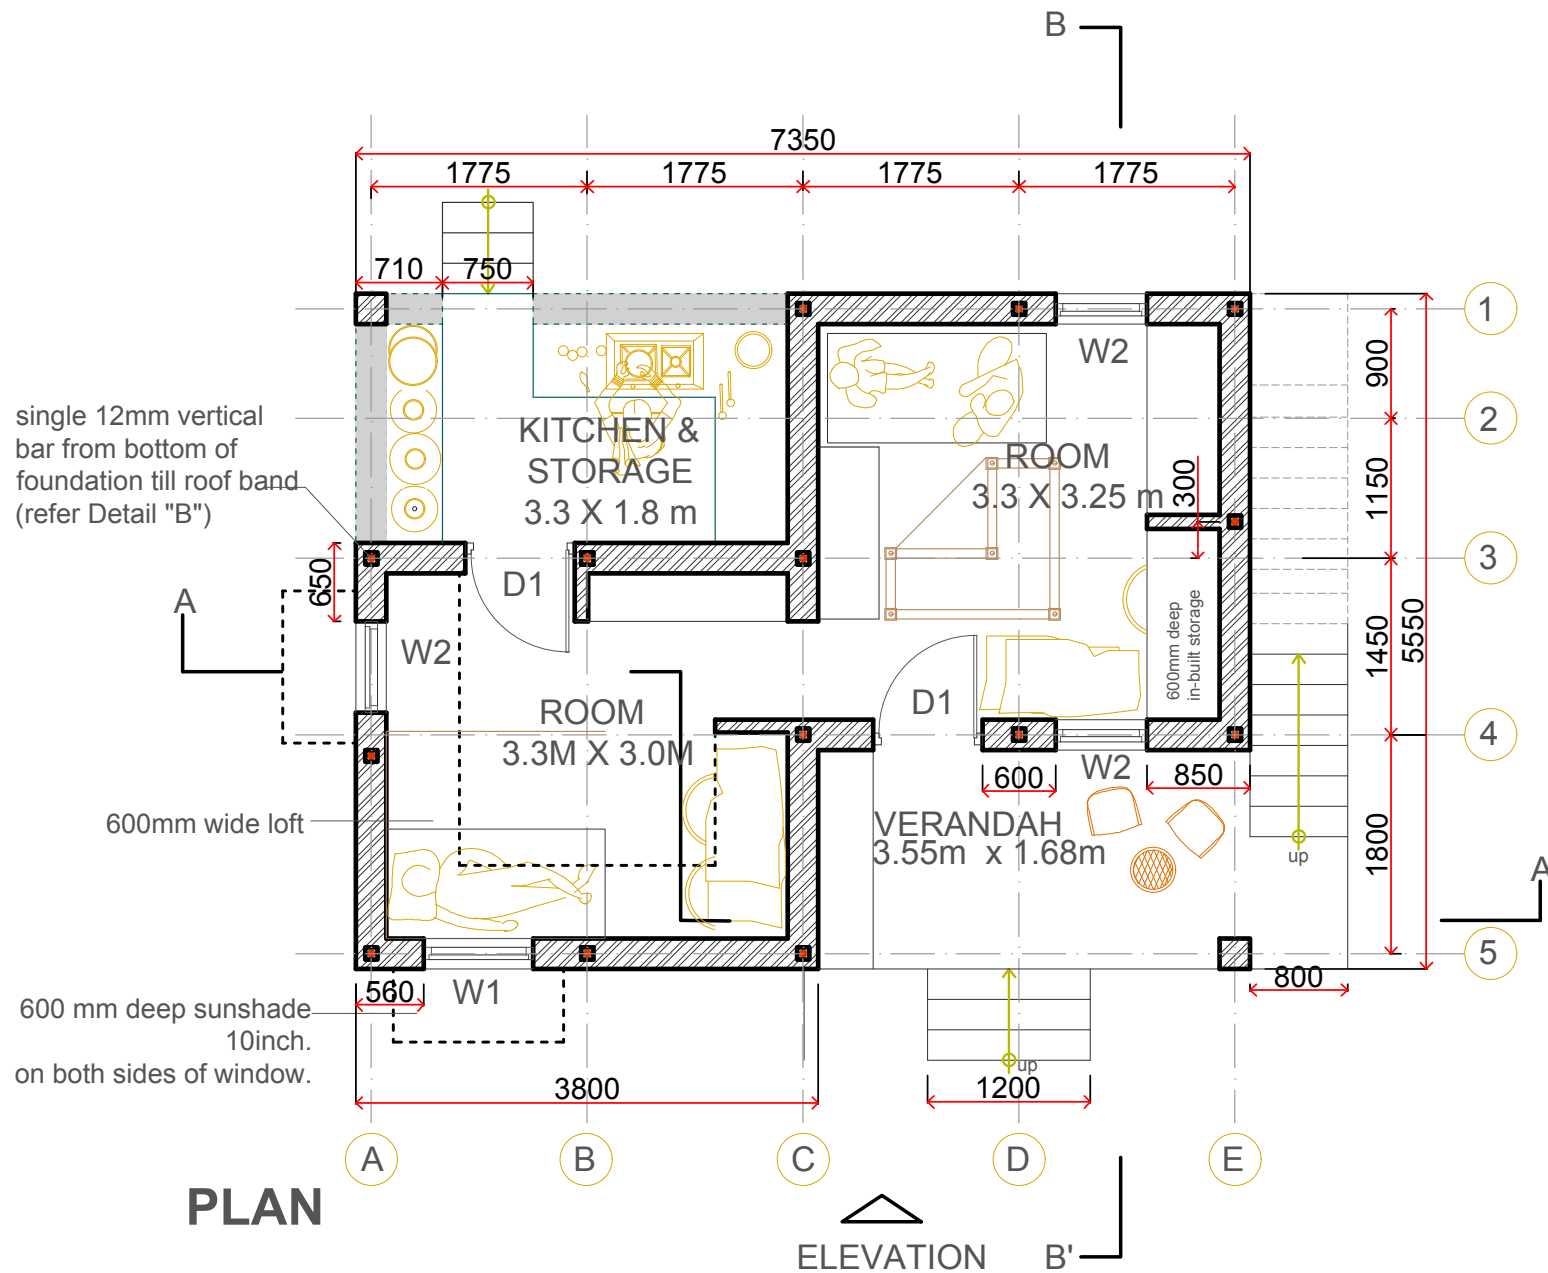 B
7350
1775
1775
1775
1775
710
750
1
W2
900
single 12mm vertical
bar from bottom of
foundation till roof band
(refer Detail "B")
KITCHEN &
STORAGE
3.3 X 1.8 m
2
ROOM
3.3 X 3.25 m
300
1150
3
650
D1
A
W2
600mm deep
in-built storage
1450
5550
D1
ROOM
3.3M X 3.0M
4
W2
600
850
600mm wide loft
VERANDAH
3.55m x 1.68m
up
1800
A
5
560
W1
800
600 mm deep sunshade
10inch.
on both sides of window.
up
3800
1200
A
B
C
D
E
PLAN
ELEVATION
B'